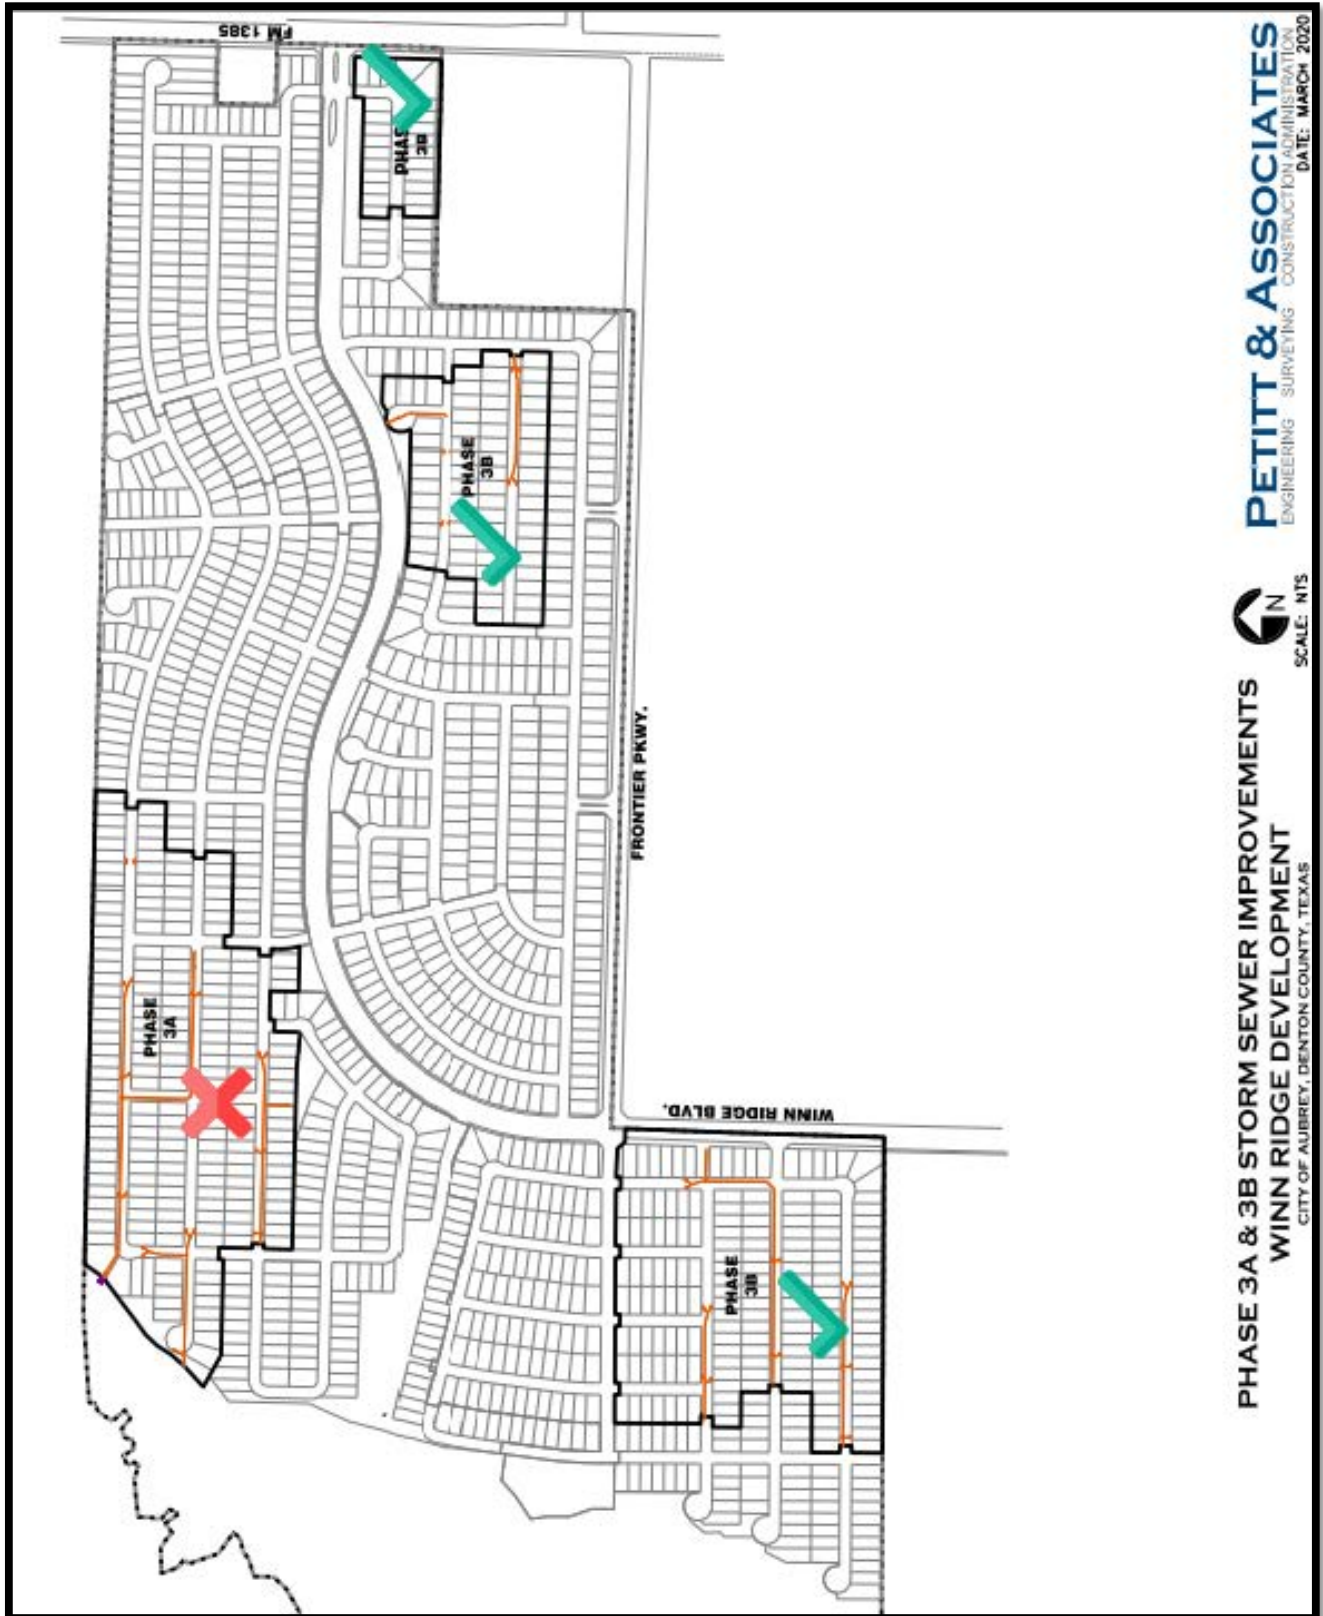 FM 1385
PHAS
3B
PHASE
3B
FRONTIER PKWY.
PHASE
3A
WINN RIDGE BLVD.
PHASE
3B
PETITT & ASSOCIATES
ENGINEERING SURVEYING CONSTRUCTION ADMINISTRATION
DATE: MARCH 2020
N
SCALE: NTS
PHASE 3A & 3B STORM SEWER IMPROVEMENTS
WINN RIDGE DEVELOPMENT
CITY OF AUBREY, DENTON COUNTY, TEXAS